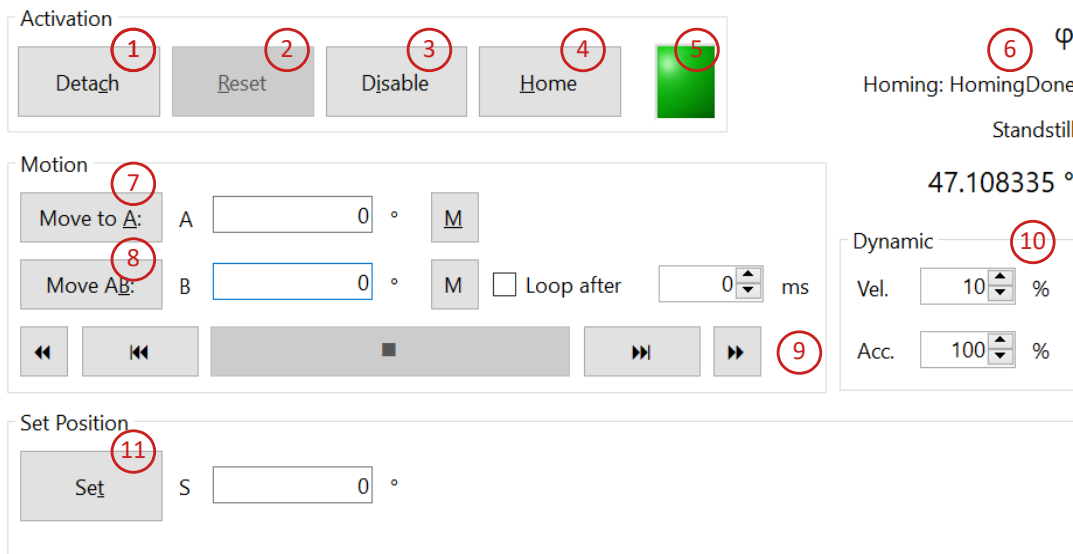 Activation
1 2 3 4 5 6
φ
Detach Reset Disable Home
Homing: HomingDone
Standstill
47.108335 °
Motion
7
Move to A: A 0 ° M
8
Move AB: B 0 ° M Loop after 0 ms
9
Dynamic 10
Vel. 10 %
Acc. 100 %
Set Position
11
Set S 0 °